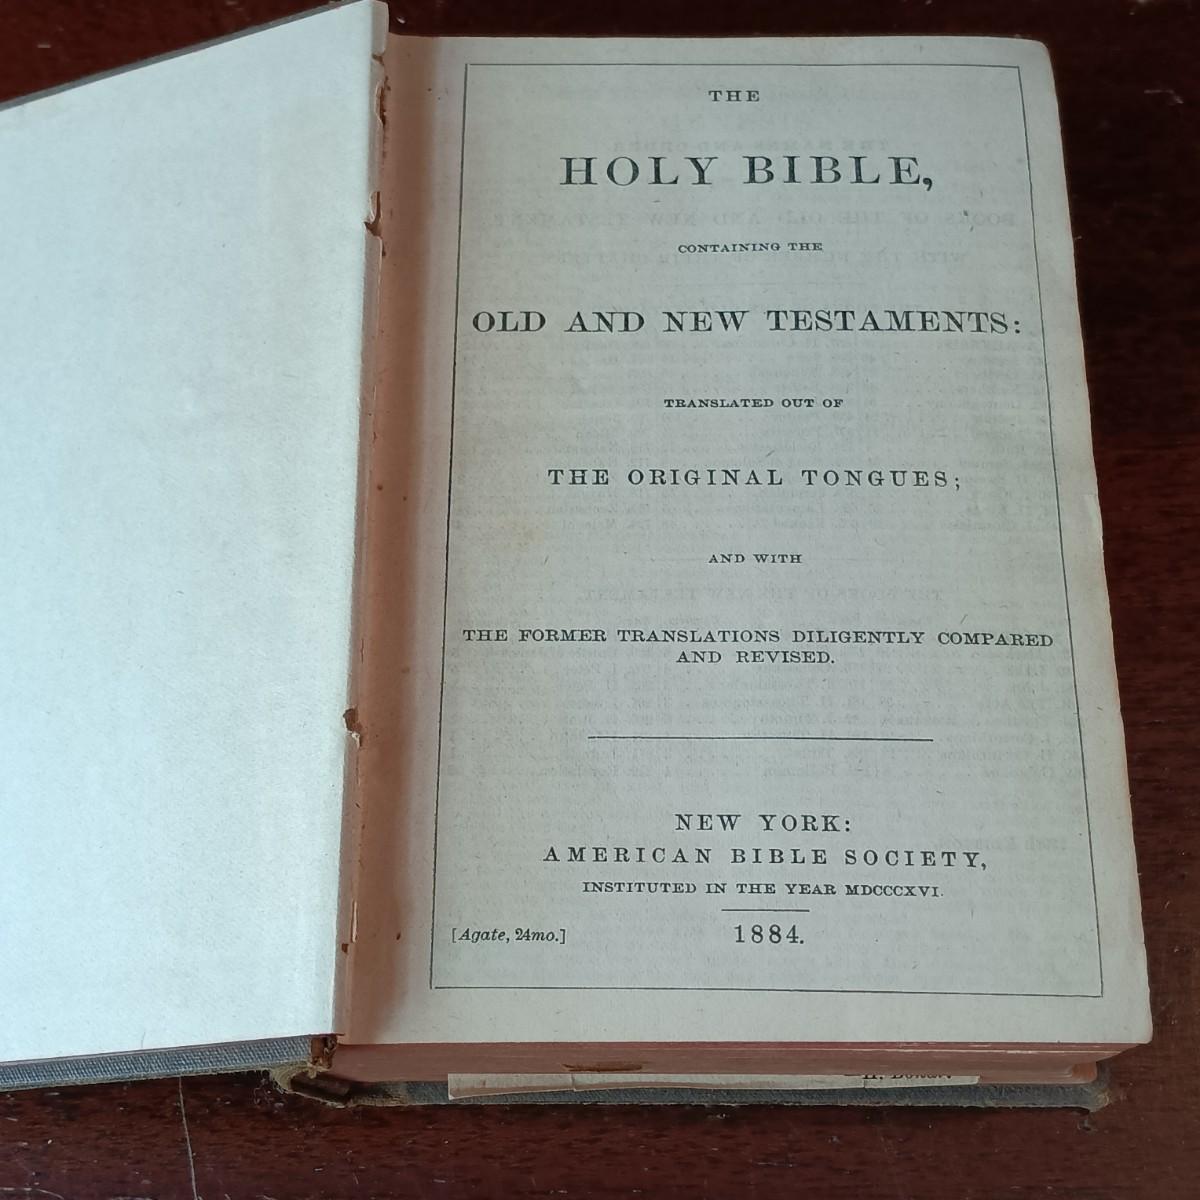 THE
HOLY BIBLE,
CONTAINING THE
OLD AND NEW TESTAMENTS:
TRANSLATED OUT OF
THE ORIGINAL TONGUES;
AND WITH
THE FORMER TRANSLATIONS DILIGENTLY COMPARED
AND REVISED.
NEW YORK:
AMERICAN BIBLE SOCIETY,
INSTITUTED IN THE YEAR MDCCCXVI.
[Agate, 24mo.]
1884.